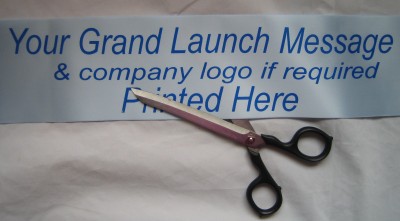 Your Grand Launch Message
& company logo if required
Printed Here